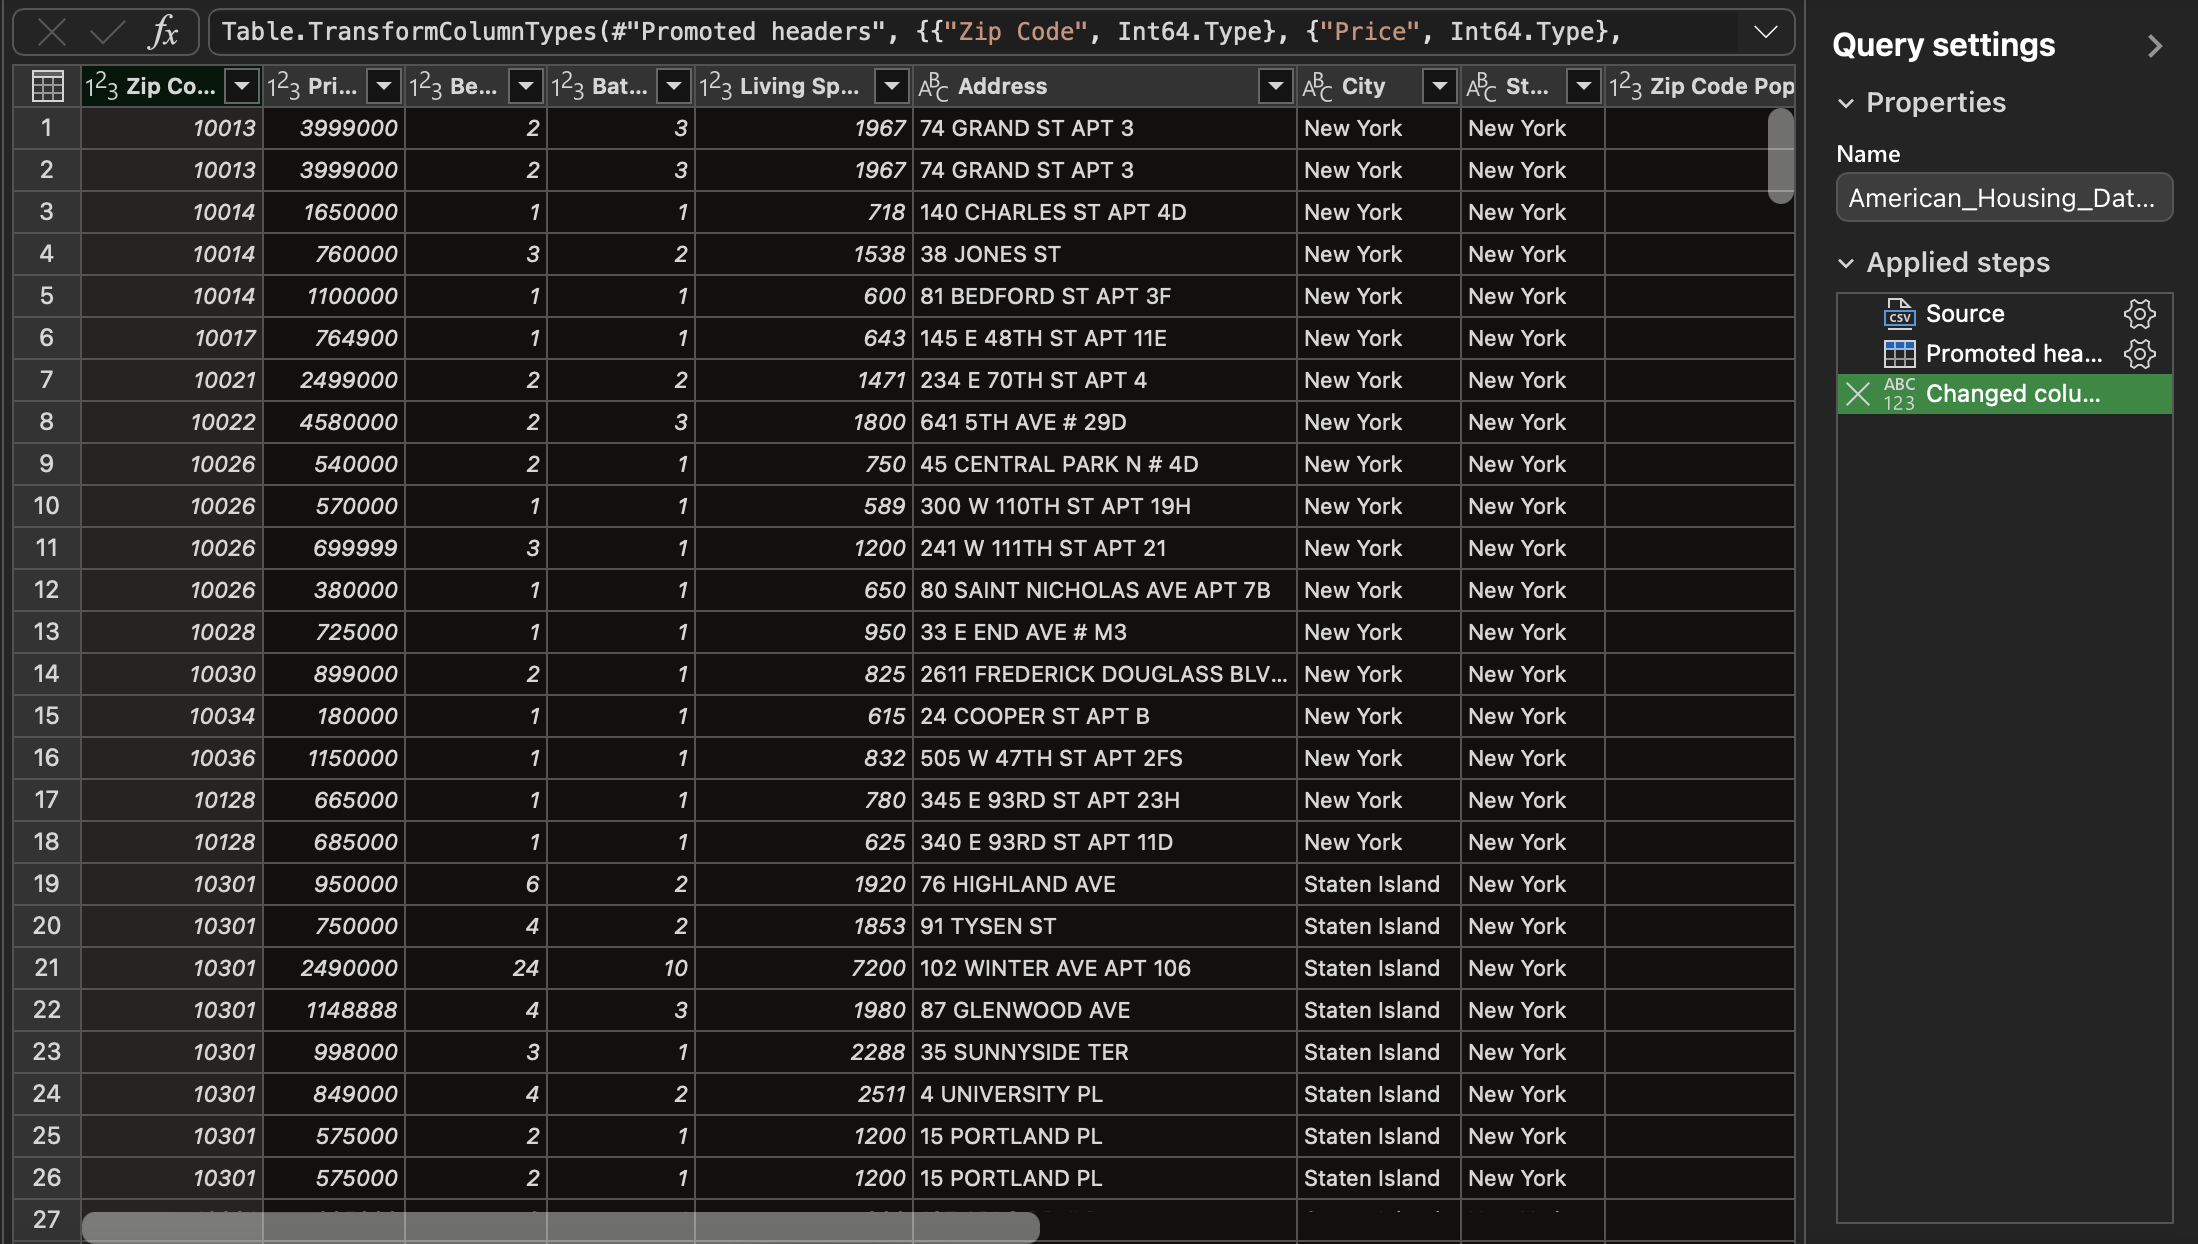 fx Table.TransformColumnTypes(#"Promoted headers", {{"Zip Code", Int64.Type}, {"Price", Int64.Type},
123 Zip Co... 123 Pri... 123 Be... 123 Bat... 123 Living Sp... ABC Address ABC City ABC St... 123 Zip Code Pop
1 10013 3999000 2 3 1967 74 GRAND ST APT 3 New York New York
2 10013 3999000 2 3 1967 74 GRAND ST APT 3 New York New York
3 10014 1650000 1 1 718 140 CHARLES ST APT 4D New York New York
4 10014 760000 3 2 1538 38 JONES ST New York New York
5 10014 1100000 1 1 600 81 BEDFORD ST APT 3F New York New York
6 10017 764900 1 1 643 145 E 48TH ST APT 11E New York New York
7 10021 2499000 2 2 1471 234 E 70TH ST APT 4 New York New York
8 10022 4580000 2 3 1800 641 5TH AVE # 29D New York New York
9 10026 540000 2 1 750 45 CENTRAL PARK N # 4D New York New York
10 10026 570000 1 1 589 300 W 110TH ST APT 19H New York New York
11 10026 699999 3 1 1200 241 W 111TH ST APT 21 New York New York
12 10026 380000 1 1 650 80 SAINT NICHOLAS AVE APT 7B New York New York
13 10028 725000 1 1 950 33 E END AVE # M3 New York New York
14 10030 899000 2 1 825 2611 FREDERICK DOUGLASS BLV... New York New York
15 10034 180000 1 1 615 24 COOPER ST APT B New York New York
16 10036 1150000 1 1 832 505 W 47TH ST APT 2FS New York New York
17 10128 665000 1 1 780 345 E 93RD ST APT 23H New York New York
18 10128 685000 1 1 625 340 E 93RD ST APT 11D New York New York
19 10301 950000 6 2 1920 76 HIGHLAND AVE Staten Island New York
20 10301 750000 4 2 1853 91 TYSEN ST Staten Island New York
21 10301 2490000 24 10 7200 102 WINTER AVE APT 106 Staten Island New York
22 10301 1148888 4 3 1980 87 GLENWOOD AVE Staten Island New York
23 10301 998000 3 1 2288 35 SUNNYSIDE TER Staten Island New York
24 10301 849000 4 2 2511 4 UNIVERSITY PL Staten Island New York
25 10301 575000 2 1 1200 15 PORTLAND PL Staten Island New York
26 10301 575000 2 1 1200 15 PORTLAND PL Staten Island New York
27
Query settings
Properties
Name
American_Housing_Dat...
Applied steps
CSV Source
Promoted hea...
ABC 123 Changed colu...